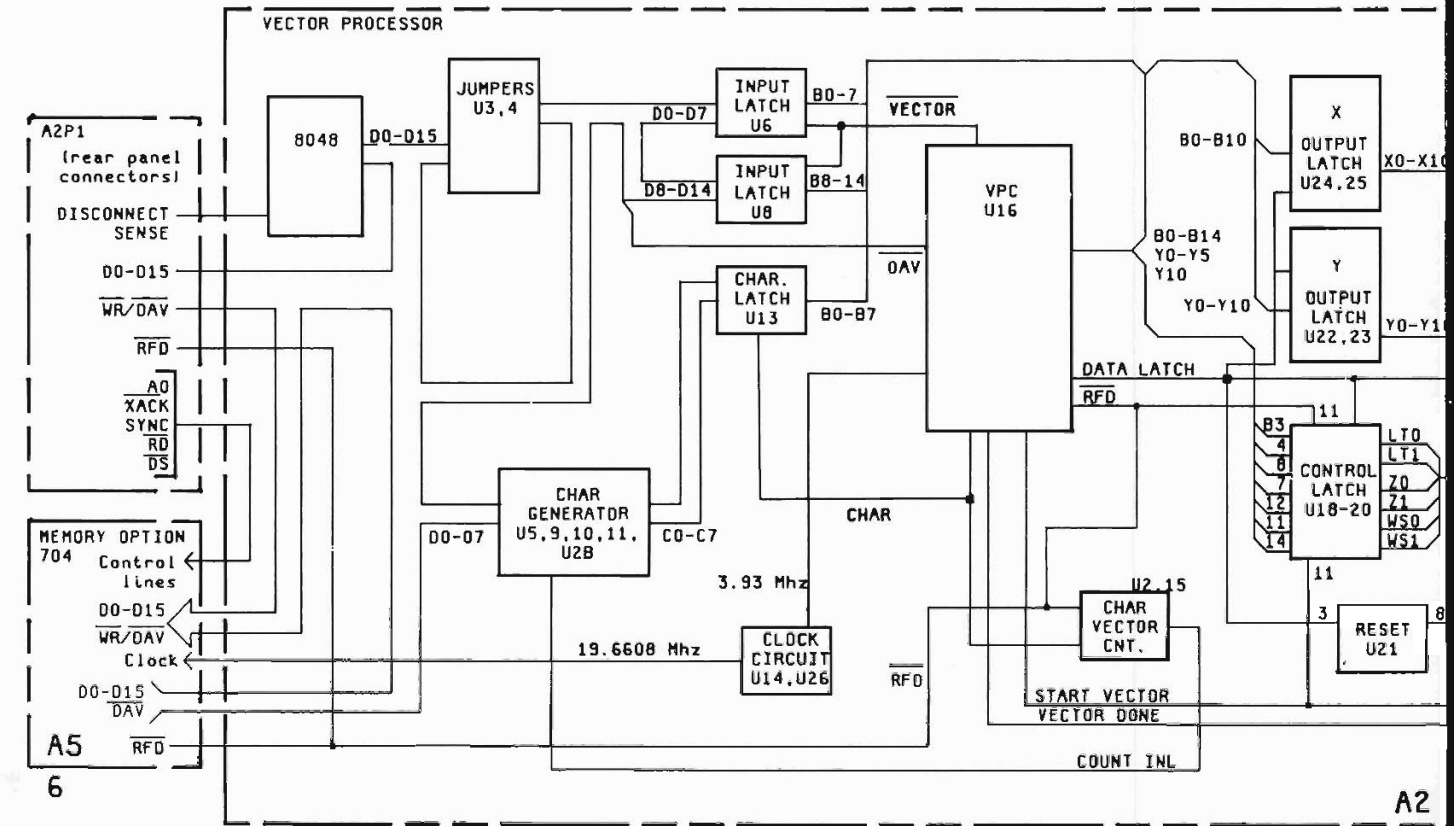 VECTOR PROCESSOR
A2P1
(rear panel
connectors)
DISCONNECT
SENSE
D0-D15
WR/DAV
RFD
A0
XACK
SYNC
RD
DS
MEMORY OPTION
704
Control
lines
D0-D15
WR/DAV
Clock
D0-D15
DAV
RFD
A5
6
8048
D0-D15
JUMPERS
U3,4
D0-D7
D8-D14
INPUT
LATCH
U6
INPUT
LATCH
U8
B0-7
B8-14
VECTOR
DAV
CHAR.
LATCH
U13
B0-B7
CHAR
GENERATOR
U5,9,10,11,
U28
D0-D7
C0-C7
CHAR
3.93 Mhz
19.6608 Mhz
CLOCK
CIRCUIT
U14,U26
VPC
U16
B0-B14
Y0-Y5
Y10
DATA LATCH
RFD
RFD
U2,15
CHAR
VECTOR
CNT.
START VECTOR
VECTOR DONE
COUNT INL
B0-B10
X
OUTPUT
LATCH
U24,25
X0-X10
Y0-Y10
Y
OUTPUT
LATCH
U22,23
Y0-Y1
11
B3
4
7
12
11
14
CONTROL
LATCH
U18-20
LT0
LT1
Z0
Z1
WS0
WS1
11
3
RESET
U21
8
A2